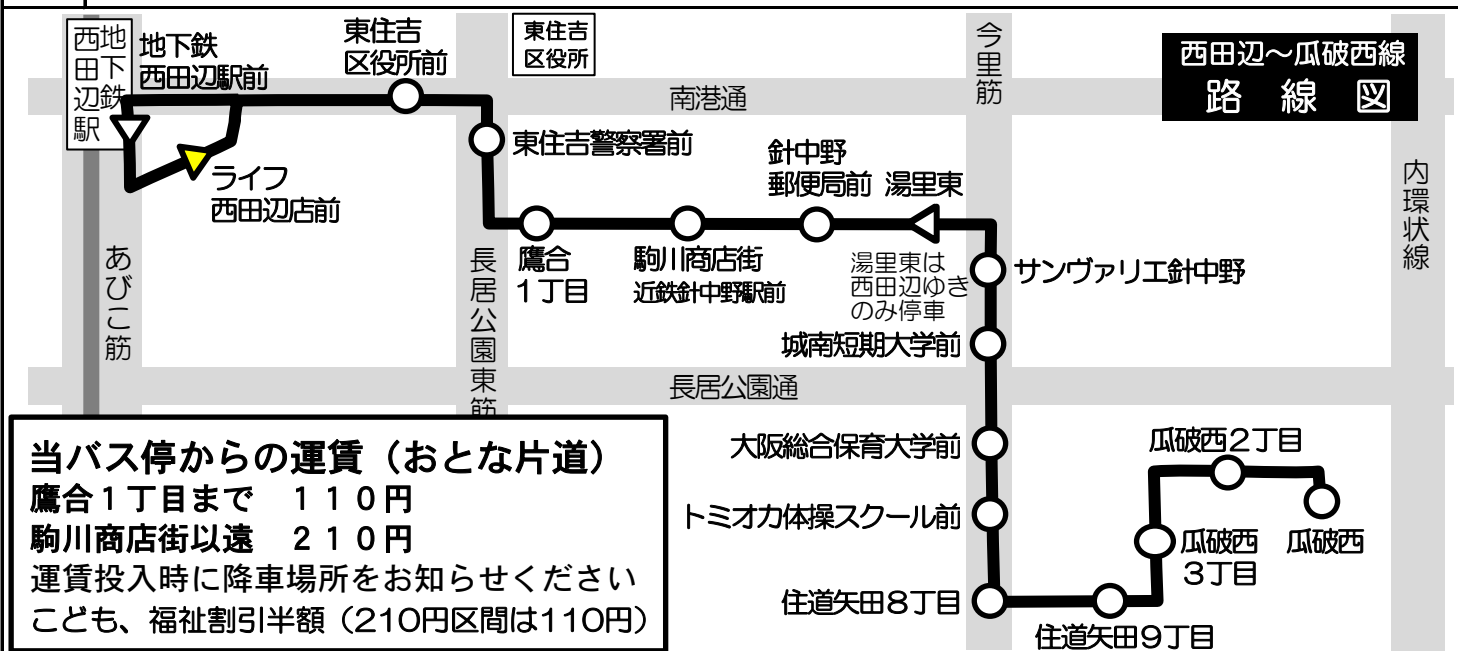 地下鉄
西田辺駅
地下鉄
西田辺駅前
東住吉
区役所前
東住吉
区役所
今里筋
西田辺～瓜破西線
路線図
南港通
東住吉警察署前
針中野
郵便局前
湯里東
ライフ
西田辺店前
内環状線
あびこ筋
長居公園東筋
鷹合
1丁目
駒川商店街
近鉄針中野駅前
湯里東は
西田辺ゆき
のみ停車
サンヴァリエ針中野
城南短期大学前
長居公園通
大阪総合保育大学前
トミオカ体操スクール前
住道矢田8丁目
住道矢田9丁目
瓜破西
3丁目
瓜破西2丁目
瓜破西
当バス停からの運賃（おとな片道）
鷹合１丁目まで　１１０円
駒川商店街以遠　２１０円
運賃投入時に降車場所をお知らせください
こども、福祉割引半額（210円区間は110円）